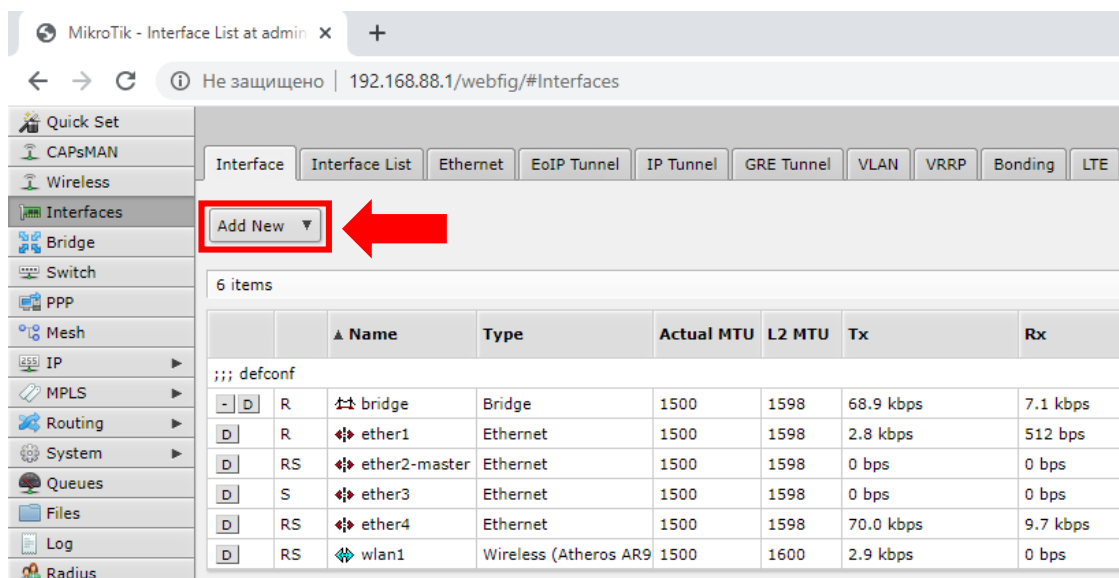 MikroTik - Interface List at admin
Не защищено | 192.168.88.1/webfig/#Interfaces
Quick Set
CAPsMAN
Wireless
Interfaces
Bridge
Switch
PPP
Mesh
IP
MPLS
Routing
System
Queues
Files
Log
Radius
Interface Interface List Ethernet EoIP Tunnel IP Tunnel GRE Tunnel VLAN VRRP Bonding LTE
Add New
6 items
Name Type Actual MTU L2 MTU Tx Rx
;;; defconf
- D R bridge Bridge 1500 1598 68.9 kbps 7.1 kbps
D R ether1 Ethernet 1500 1598 2.8 kbps 512 bps
D RS ether2-master Ethernet 1500 1598 0 bps 0 bps
D S ether3 Ethernet 1500 1598 0 bps 0 bps
D RS ether4 Ethernet 1500 1598 70.0 kbps 9.7 kbps
D RS wlan1 Wireless (Atheros AR9 1500 1600 2.9 kbps 0 bps